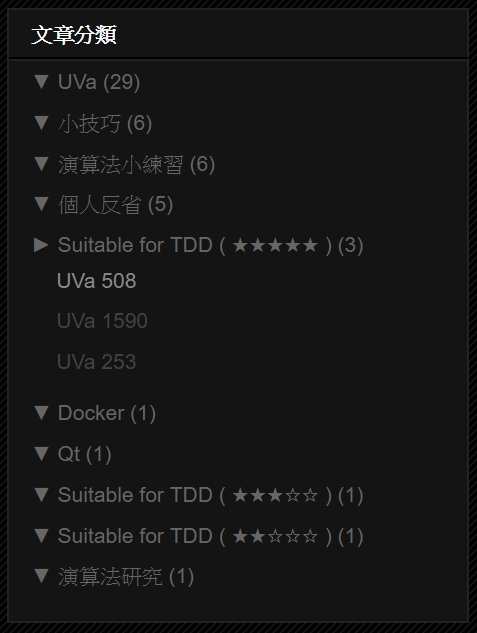 文章分類
▼ UVa (29)
▼ 小技巧 (6)
▼ 演算法小練習 (6)
▼ 個人反省 (5)
► Suitable for TDD ( ★★★★★ ) (3)
UVa 508
UVa 1590
UVa 253
▼ Docker (1)
▼ Qt (1)
▼ Suitable for TDD ( ★★★☆☆ ) (1)
▼ Suitable for TDD ( ★★☆☆☆ ) (1)
▼ 演算法研究 (1)